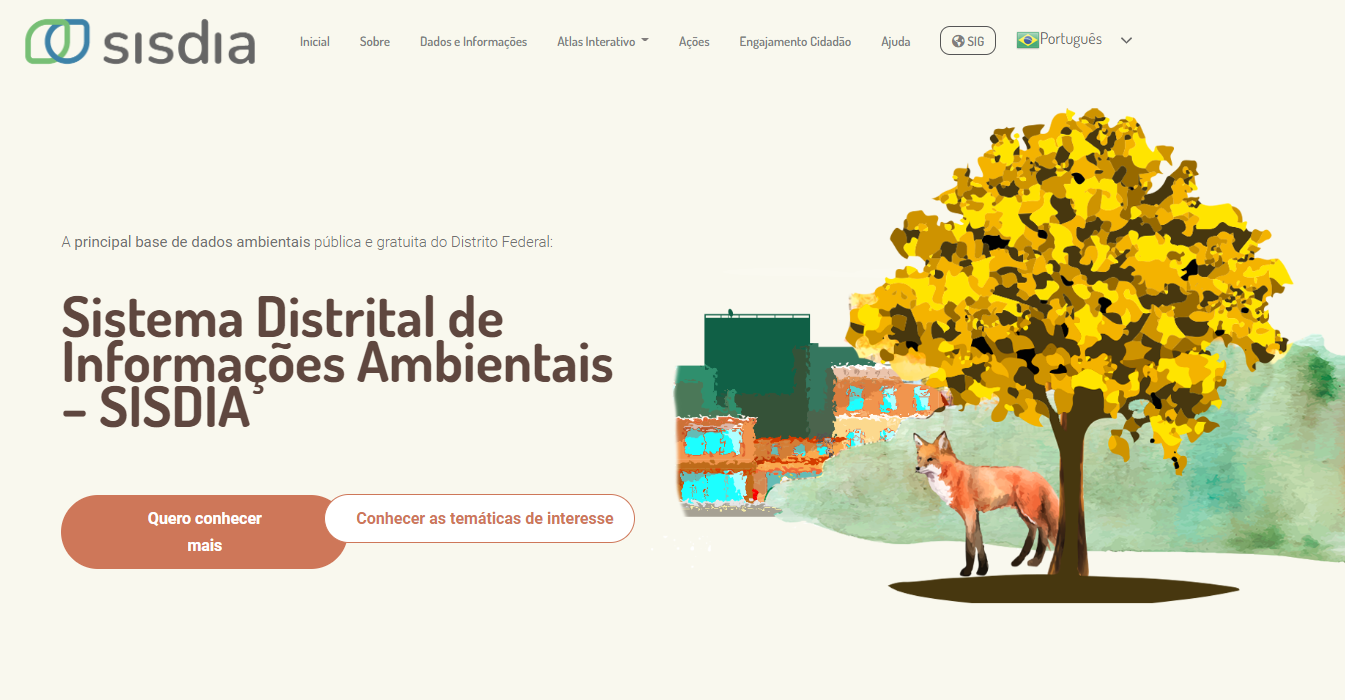 sisdia
Inicial
Sobre
Dados e Informações
Atlas Interativo
Ações
Engajamento Cidadão
Ajuda
SIG
Português
A principal base de dados ambientais pública e gratuita do Distrito Federal:
Sistema Distrital de
Informações Ambientais
– SISDIA
Quero conhecer
mais
Conhecer as temáticas de interesse